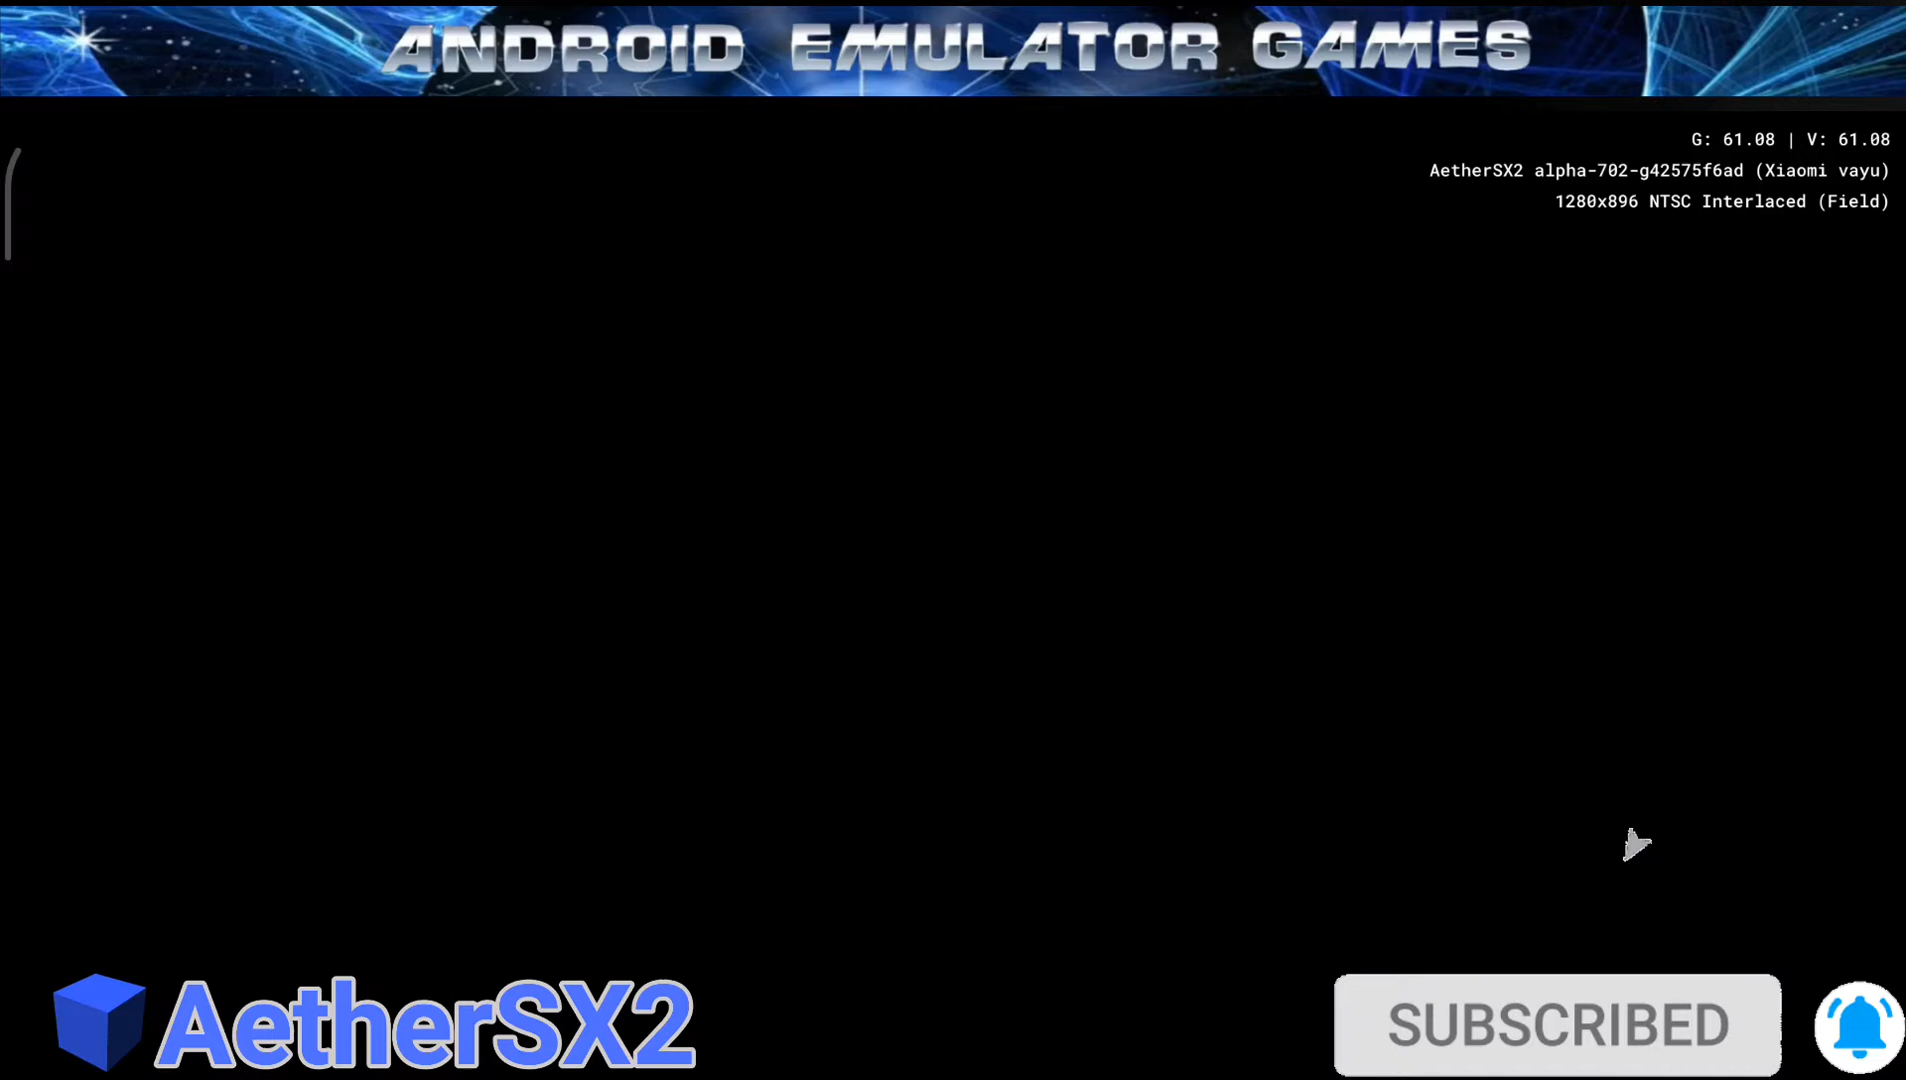 ANDROID EMULATOR GAMES
G: 61.08 | V: 61.08
AetherSX2 alpha-702-g42575f6ad (Xiaomi vayu)
1280x896 NTSC Interlaced (Field)
AetherSX2
SUBSCRIBED